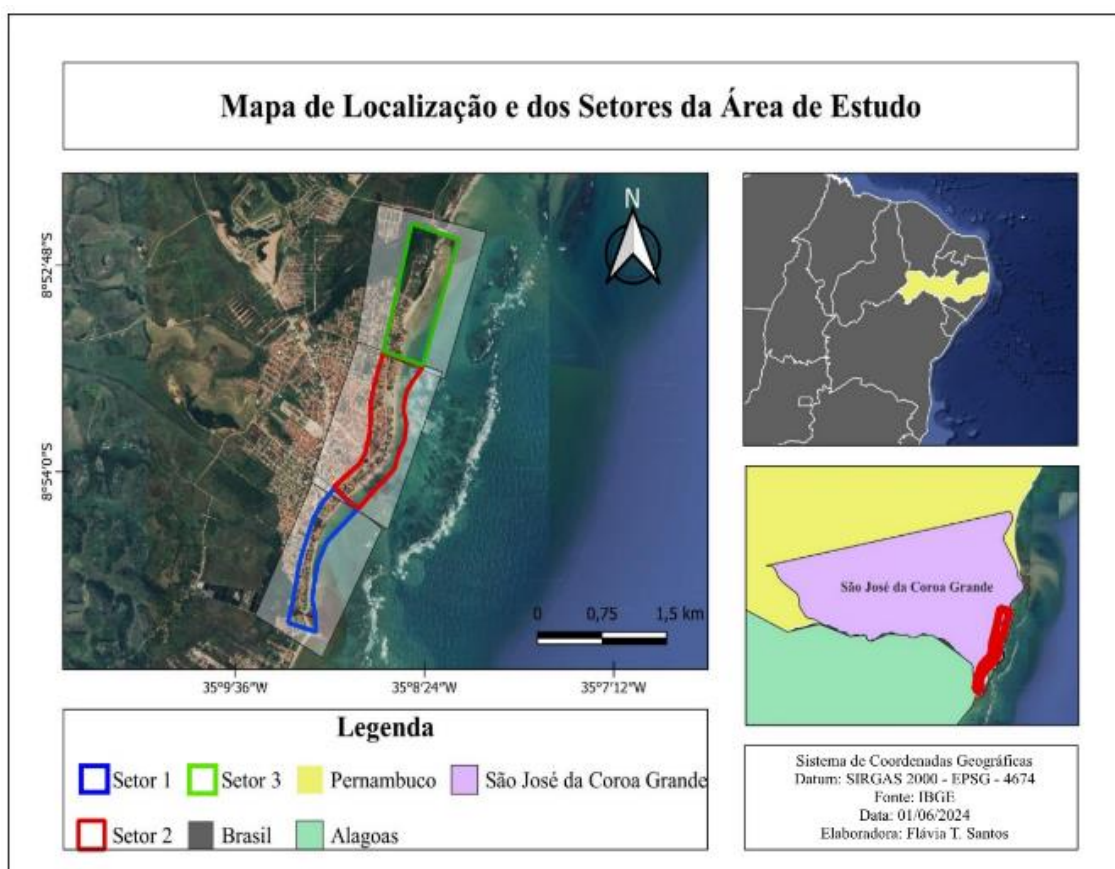 Mapa de Localização e dos Setores da Área de Estudo
N
8°52'48"S
8°54'0"S
0 0,75 1,5 km
35°9'36"W 35°8'24"W 35°7'12"W
São José da Coroa Grande
Legenda
Setor 1 Setor 3 Pernambuco São José da Coroa Grande
Setor 2 Brasil Alagoas
Sistema de Coordenadas Geográficas
Datum: SIRGAS 2000 - EPSG - 4674
Fonte: IBGE
Data: 01/06/2024
Elaboradora: Flávia T. Santos